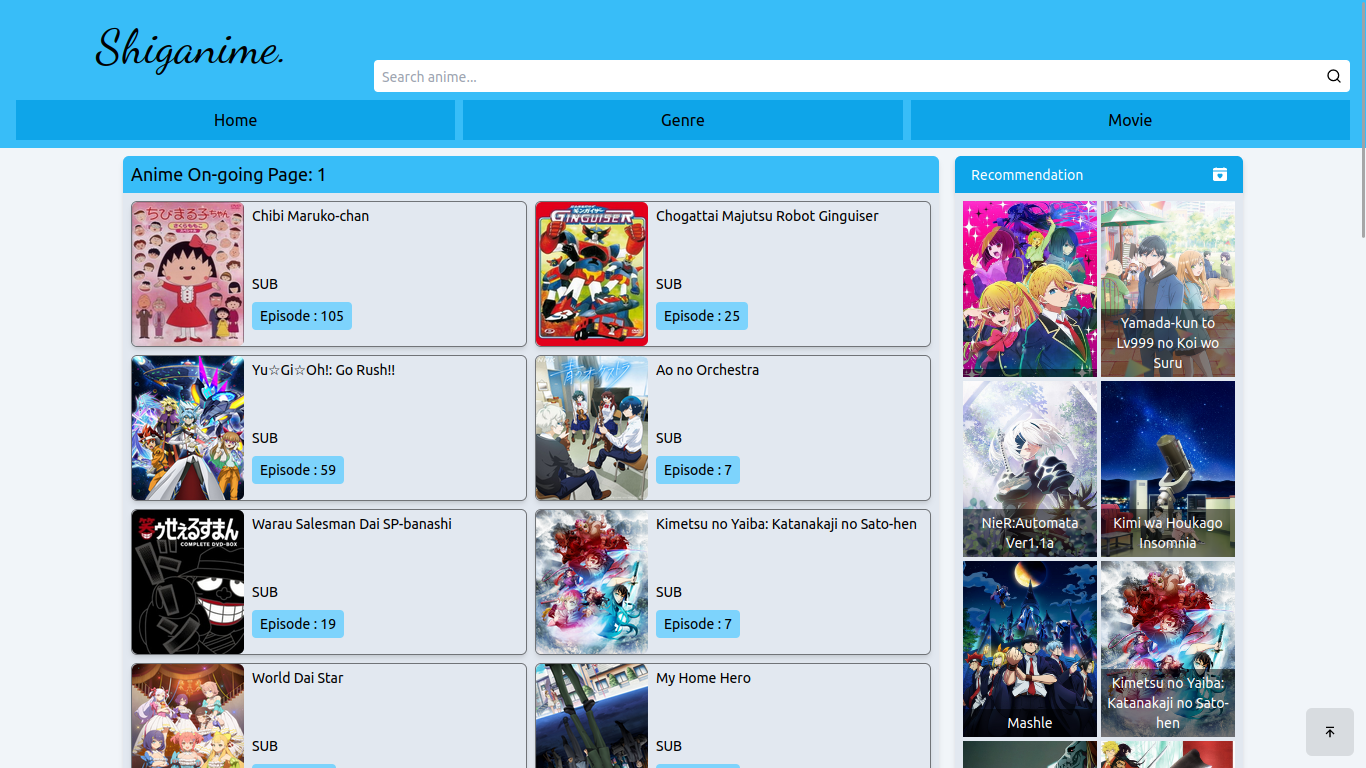 Shiganime.
Search anime...
Home
Genre
Movie
Anime On-going Page: 1
ちびまる子ちゃん
Chibi Maruko-chan
SUB
Episode : 105
GINGUISER
Chogattai Majutsu Robot Ginguiser
SUB
Episode : 25
Yu☆Gi☆Oh!: Go Rush!!
SUB
Episode : 59
Ao no Orchestra
SUB
Episode : 7
笑ゥせぇるすまん
COMPLETE DVD-BOX
Warau Salesman Dai SP-banashi
SUB
Episode : 19
Kimetsu no Yaiba: Katanakaji no Sato-hen
SUB
Episode : 7
World Dai Star
SUB
My Home Hero
SUB
Recommendation
Yamada-kun to
Lv999 no Koi wo
Suru
NieR:Automata
Ver1.1a
Kimi wa Houkago
Insomnia
Mashle
Kimetsu no Yaiba:
Katanakaji no Sato-
hen